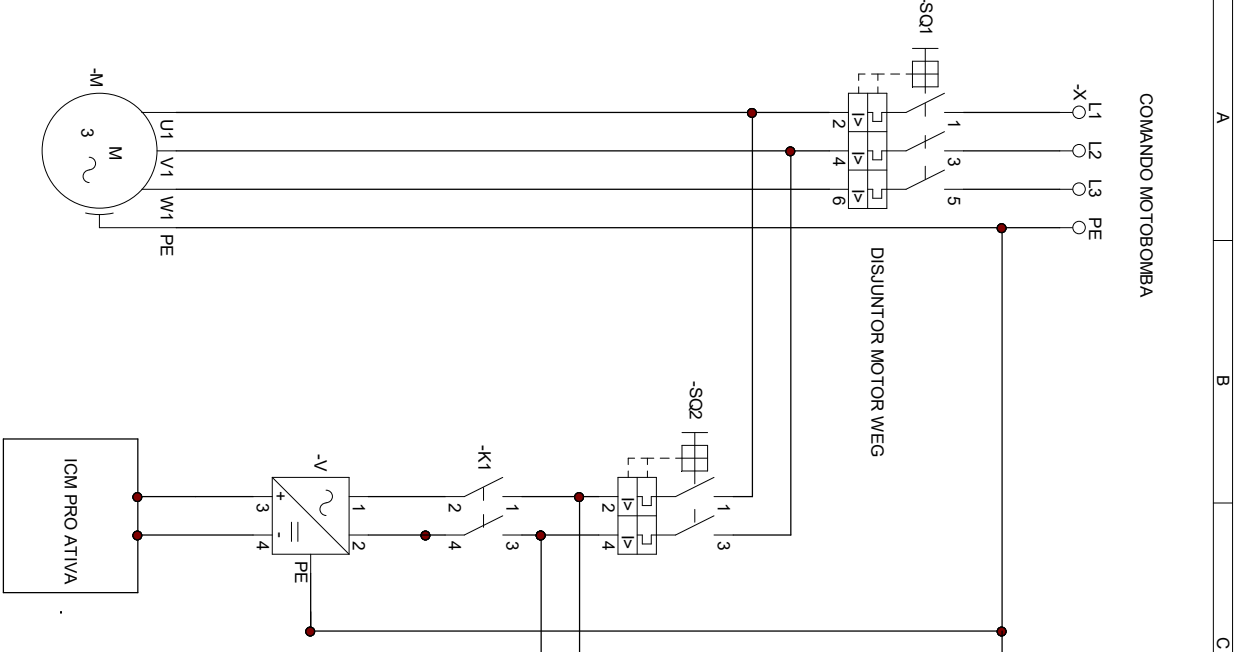 A B C
COMANDO MOTOBOMBA
-X L1 L2 L3 PE
1 3 5
-SQ1
DISJUNTOR MOTOR WEG
I> I> I>
2 4 6
1 3
-SQ2
I> I>
2 4
1 3
-K1
2 4
1 2
-V
~
=
PE
+ -
3 4
U1 V1 W1 PE
-M
M
3 ~
ICM PRO ATIVA
.